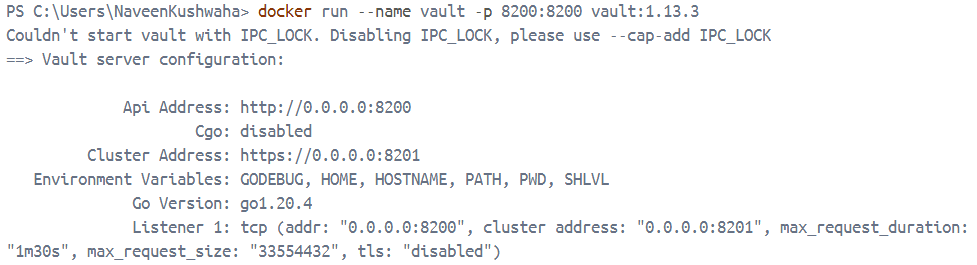 PS C:\Users\NaveenKushwaha> docker run --name vault -p 8200:8200 vault:1.13.3
Couldn't start vault with IPC_LOCK. Disabling IPC_LOCK, please use --cap-add IPC_LOCK
==> Vault server configuration:
Api Address: http://0.0.0.0:8200
Cgo: disabled
Cluster Address: https://0.0.0.0:8201
Environment Variables: GODEBUG, HOME, HOSTNAME, PATH, PWD, SHLVL
Go Version: go1.20.4
Listener 1: tcp (addr: "0.0.0.0:8200", cluster address: "0.0.0.0:8201", max_request_duration:
"1m30s", max_request_size: "33554432", tls: "disabled")